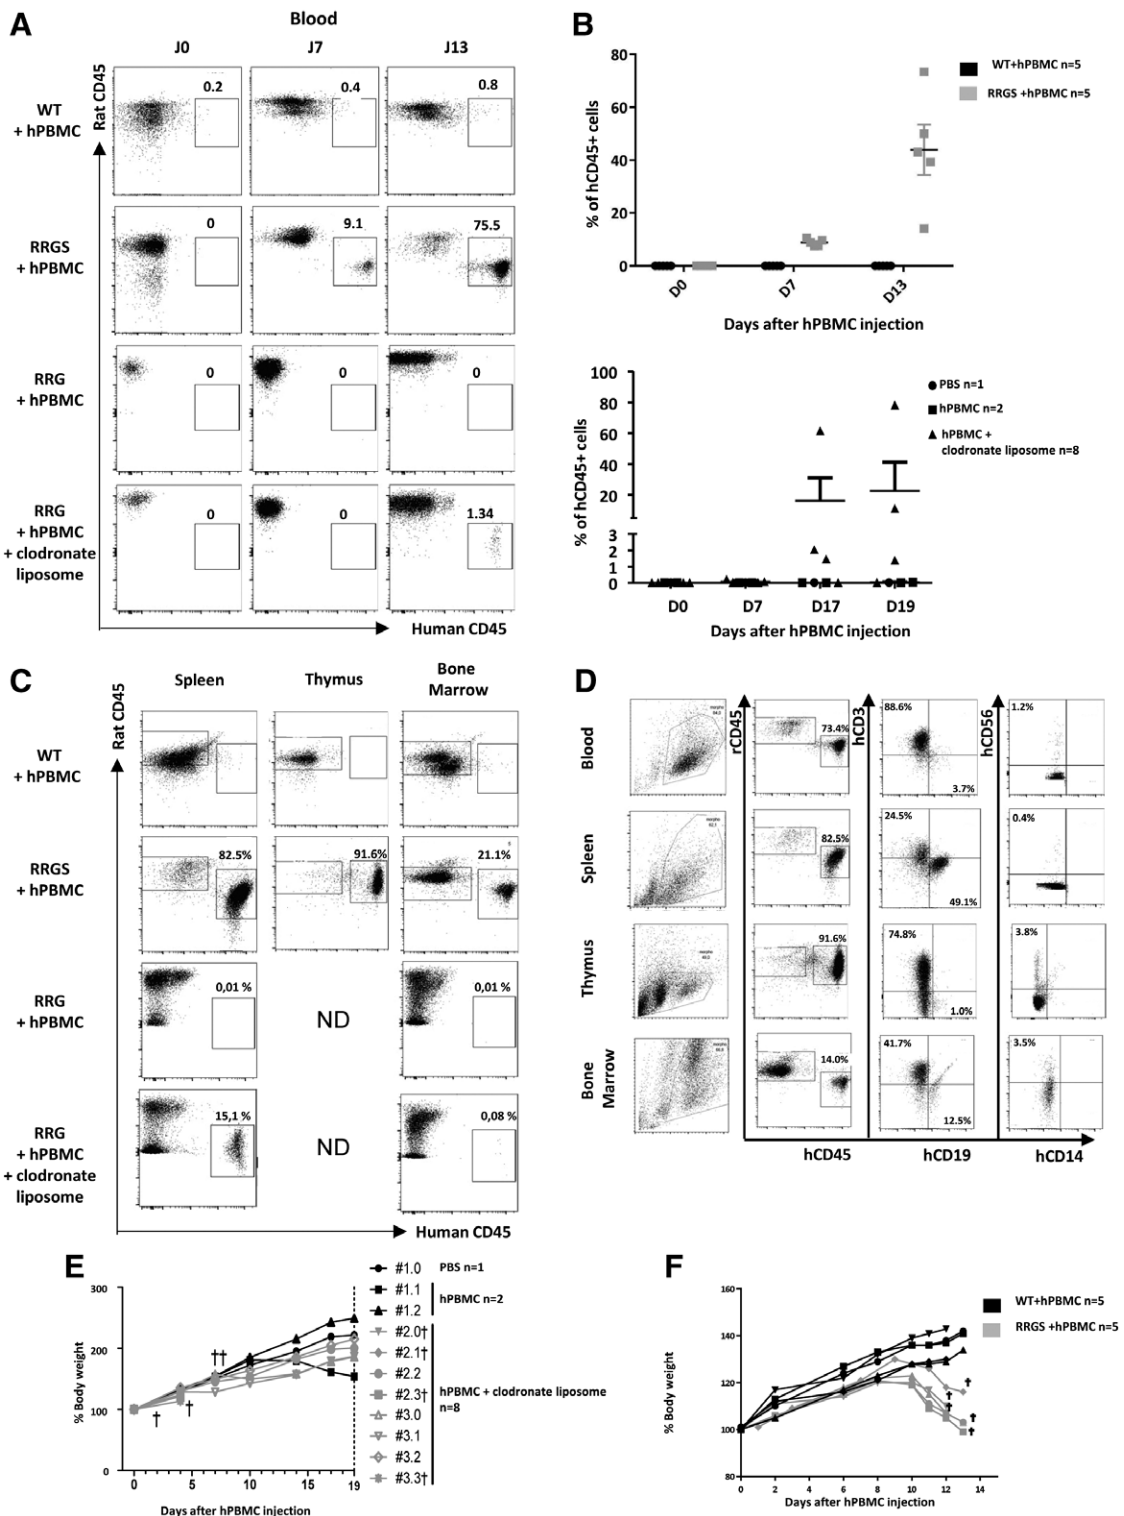 A
Blood
J0 J7 J13
Rat CD45
WT
+ hPBMC
0.2 0.4 0.8
RRGS
+ hPBMC
0 9.1 75.5
RRG
+ hPBMC
0 0 0
RRG
+ hPBMC
+ clodronate
liposome
0 0 1.34
Human CD45
B
% of hCD45+ cells
80
60
40
20
0
D0 D7 D13
Days after hPBMC injection
WT+hPBMC n=5
RRGS +hPBMC n=5
% of hCD45+ cells
100
80
60
40
20
3
2
1
0
D0 D7 D17 D19
Days after hPBMC injection
PBS n=1
hPBMC n=2
hPBMC +
clodronate liposome n=8
C
Spleen Thymus Bone
Marrow
Rat CD45
WT
+ hPBMC
RRGS
+ hPBMC
82.5% 91.6% 21.1%
RRG
+ hPBMC
0,01 % ND 0,01 %
RRG
+ hPBMC
+ clodronate
liposome
15,1 % ND 0,08 %
Human CD45
D
rCD45 hCD3 hCD56
Blood
73.4% 88.6% 3.7% 1.2%
Spleen
82.5% 24.5% 49.1% 0.4%
Thymus
91.6% 74.8% 1.0% 3.8%
Bone
Marrow
14.0% 41.7% 12.5% 3.5%
hCD45 hCD19 hCD14
E
% Body weight
300
200
100
0
0 5 10 15 19
Days after hPBMC injection
††
†
†
#1.0 PBS n=1
#1.1
#1.2
hPBMC n=2
#2.0†
#2.1†
#2.2
#2.3†
#3.0
#3.1
#3.2
#3.3†
hPBMC + clodronate liposome
n=8
F
% Body weight
160
140
120
100
80
0 2 4 6 8 10 12 14
Days after hPBMC injection
WT+hPBMC n=5
RRGS +hPBMC n=5
†
†
†
†
†